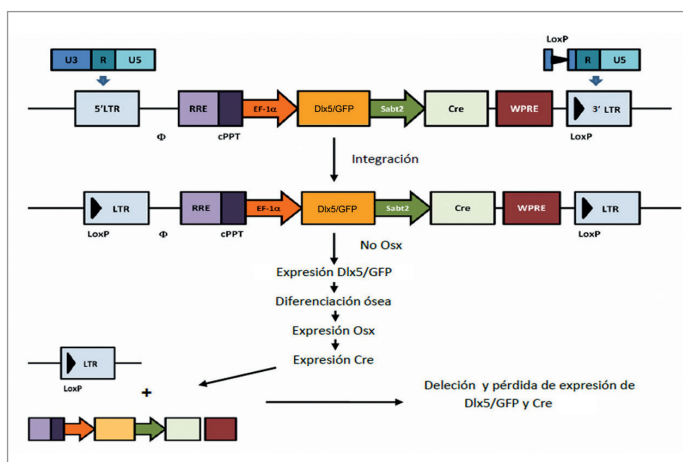 LoxP
U3 R U5
R U5
5'LTR
RRE
EF-1α
Dlx5/GFP
Sabt2
Cre
WPRE
3' LTR
Φ
cPPT
LoxP
Integración
LTR
RRE
EF-1α
Dlx5/GFP
Sabt2
Cre
WPRE
LTR
LoxP
Φ
cPPT
LoxP
No Osx
Expresión Dlx5/GFP
Diferenciación ósea
Expresión Osx
Expresión Cre
LTR
LoxP
+
Deleción y pérdida de expresión de
Dlx5/GFP y Cre